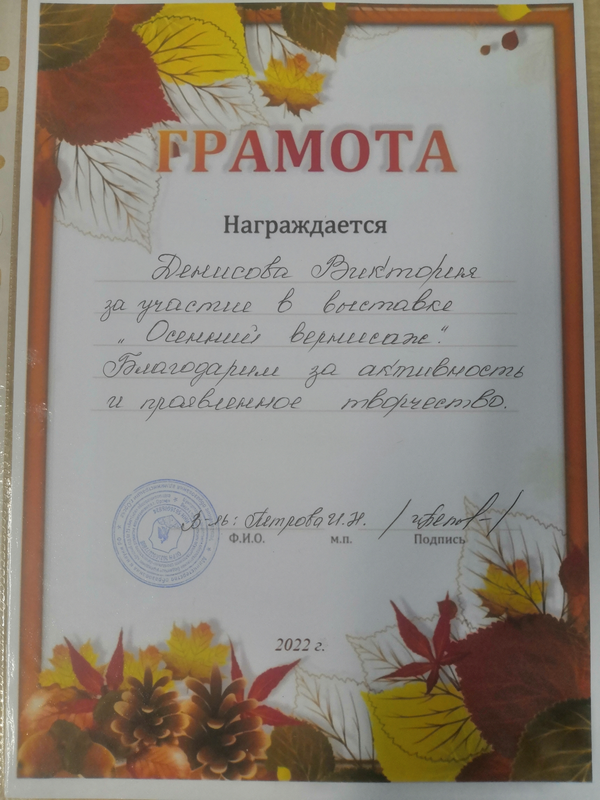 ГРАМОТА
Награждается
Денисова Виктория
за участие в выставке
„Осенний вернисаж“.
Благодарим за активность
и проявленное творчество.
В-ль: Петрова И.Н. / /
Ф.И.О. м.п. Подпись
2022 г.